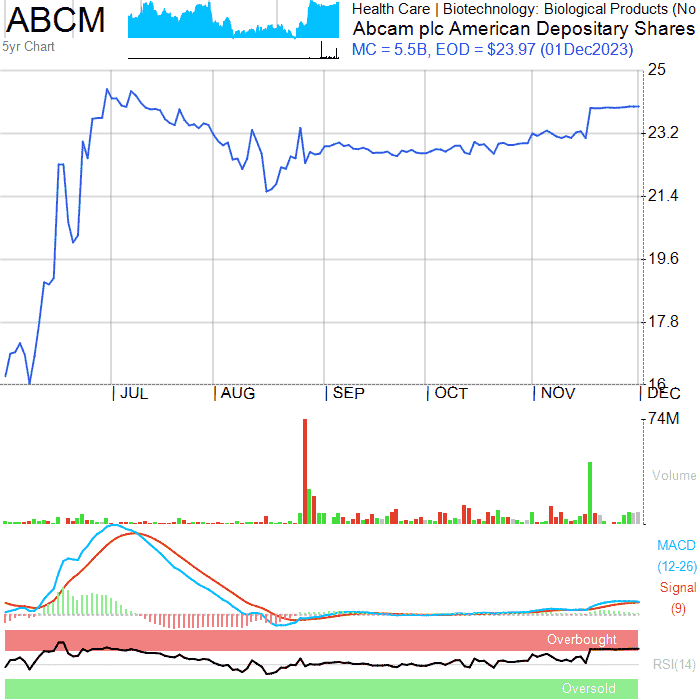 ABCM
5yr Chart
Health Care | Biotechnology: Biological Products (No
Abcam plc American Depositary Shares
MC = 5.5B, EOD = $23.97 (01Dec2023)
25
23.2
21.4
19.6
17.8
16
JUL
AUG
SEP
OCT
NOV
DEC
74M
Volume
MACD
(12-26)
Signal
(9)
Overbought
RSI(14)
Oversold